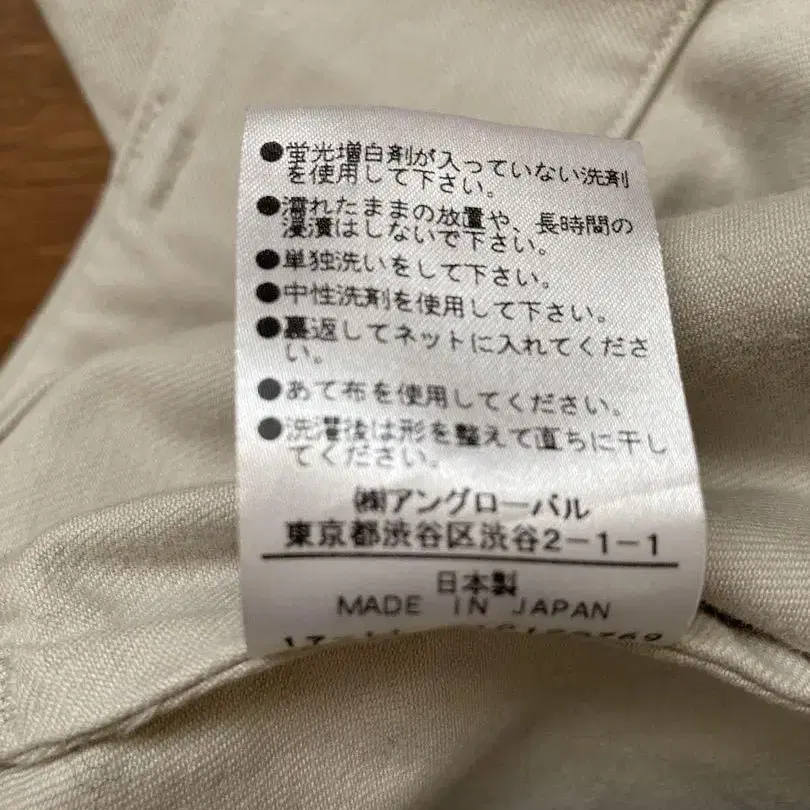 ●蛍光増白剤が入っていない洗剤
を使用して下さい。
●濡れたままの放置や、長時間の
浸漬はしないで下さい。
●単独洗いをして下さい。
●中性洗剤を使用して下さい。
●裏返してネットに入れてくださ
い。
●あて布を使用してください。
●洗濯後は形を整えて直ちに干し
てください。
㈱アングローバル
東京都渋谷区渋谷2-1-1
日本製
MADE IN JAPAN